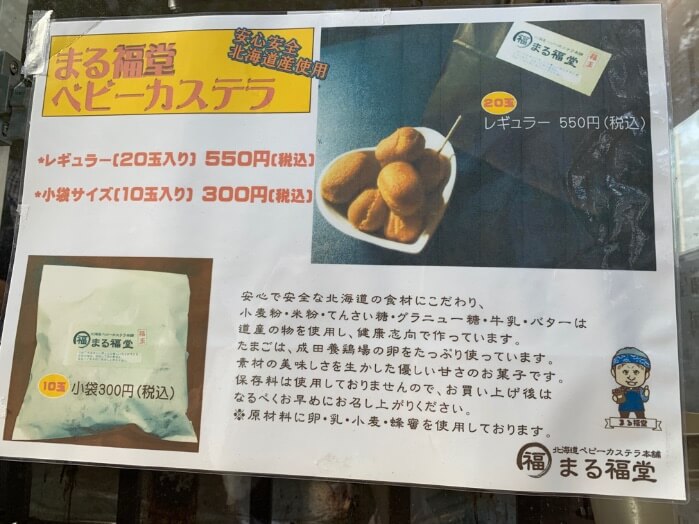 まる福堂
ベビーカステラ
安心安全
北海道産使用
*レギュラー(20玉入り) 550円(税込)
*小袋サイズ(10玉入り) 300円(税込)
福 まる福堂
20玉
レギュラー 550円(税込)
福 まる福堂
10玉 小袋300円(税込)
安心で安全な北海道の食材にこだわり、
小麦粉・米粉・てんさい糖・グラニュー糖・牛乳・バターは
道産の物を使用し、健康志向で作っています。
たまごは、成田養鶏場の卵をたっぷり使っています。
素材の美味しさを生かした優しい甘さのお菓子です。
保存料は使用しておりませんので、お買い上げ後は
なるべくお早めにお召し上がりください。
※原材料に卵・乳・小麦・蜂蜜を使用しております。
まる福堂
北海道ベビーカステラ本舗
福 まる福堂